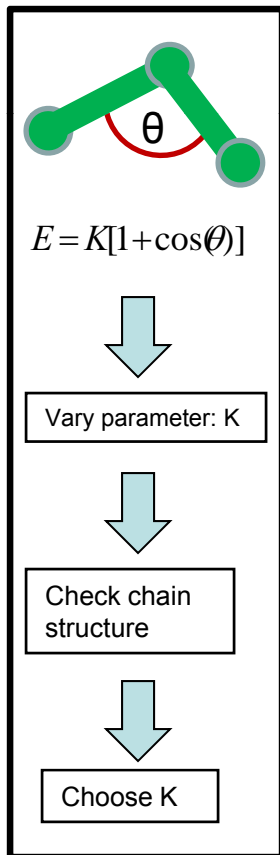 θ
E = K[1+cos(θ)]
Vary parameter: K
Check chain
structure
Choose K